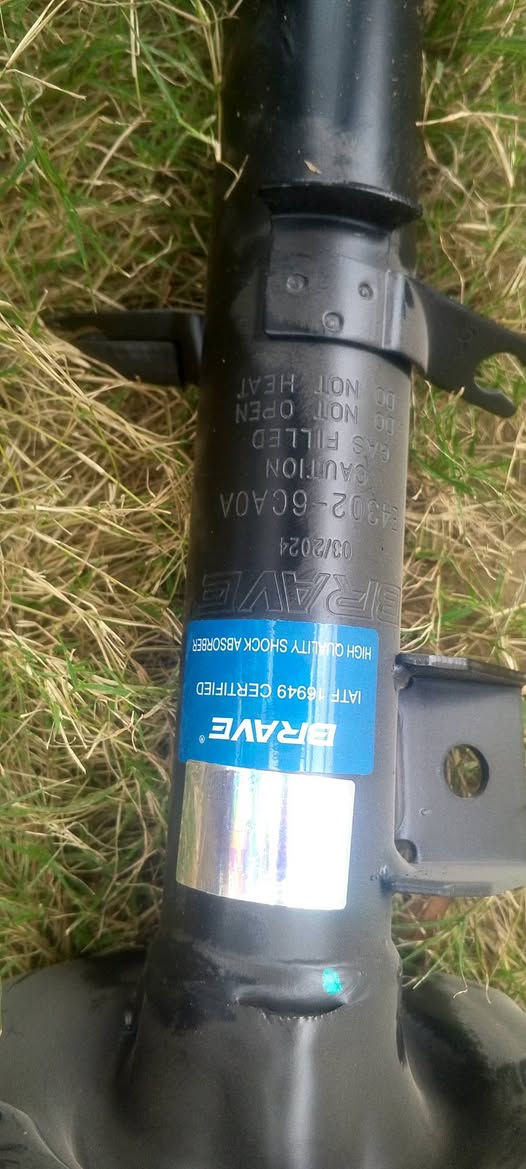 BRAVE®
IATF 16949 CERTIFIED
HIGH QUALITY SHOCK ABSORBER
BRAVE
03/2024
E4302-6CA0A
CAUTION
GAS FILLED
DO NOT OPEN
DO NOT HEAT